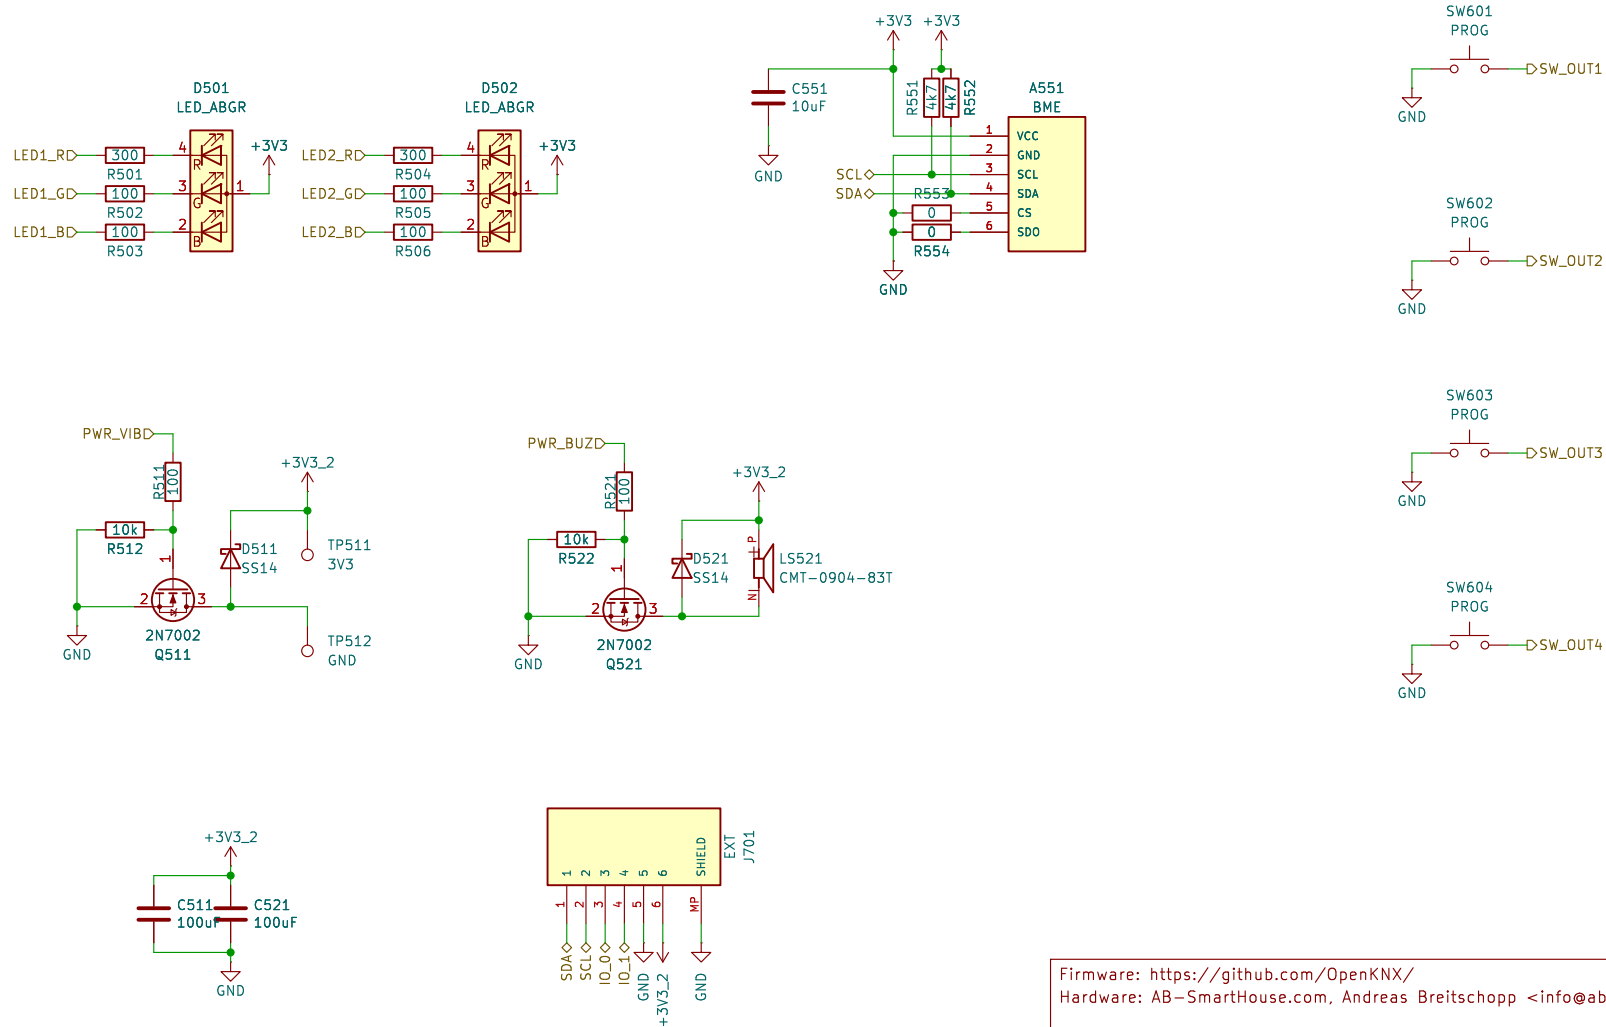 D501
LED_ABGR
LED1_R
300
R501
LED1_G
100
R502
LED1_B
100
R503
4
3
2
R
G
B
1
+3V3
D502
LED_ABGR
LED2_R
300
R504
LED2_G
100
R505
LED2_B
100
R506
4
3
2
R
G
B
1
+3V3
+3V3
+3V3
C551
10uF
GND
R551
4k7
4k7
R552
A551
BME
1 VCC
2 GND
SCL
3 SCL
SDA
4 SDA
R553
0
5 CS
0
6 SDO
R554
GND
SW601
PROG
SW_OUT1
GND
SW602
PROG
SW_OUT2
GND
SW603
PROG
SW_OUT3
GND
SW604
PROG
SW_OUT4
GND
PWR_VIB
R511
100
10k
R512
1
2
3
2N7002
Q511
GND
+3V3_2
D511
SS14
TP511
3V3
TP512
GND
PWR_BUZ
R521
100
10k
R522
1
2
3
2N7002
Q521
GND
+3V3_2
D521
SS14
P
+
N
LS521
CMT-0904-83T
+3V3_2
C511
100uF
C521
100uF
GND
EXT
J701
1
2
3
4
5
6
SHIELD
1
2
3
4
5
6
MP
SDA
SCL
IO_0
IO_1
GND
+3V3_2
GND
Firmware: https://github.com/OpenKNX/
Hardware: AB-SmartHouse.com, Andreas Breitschopp <info@ab